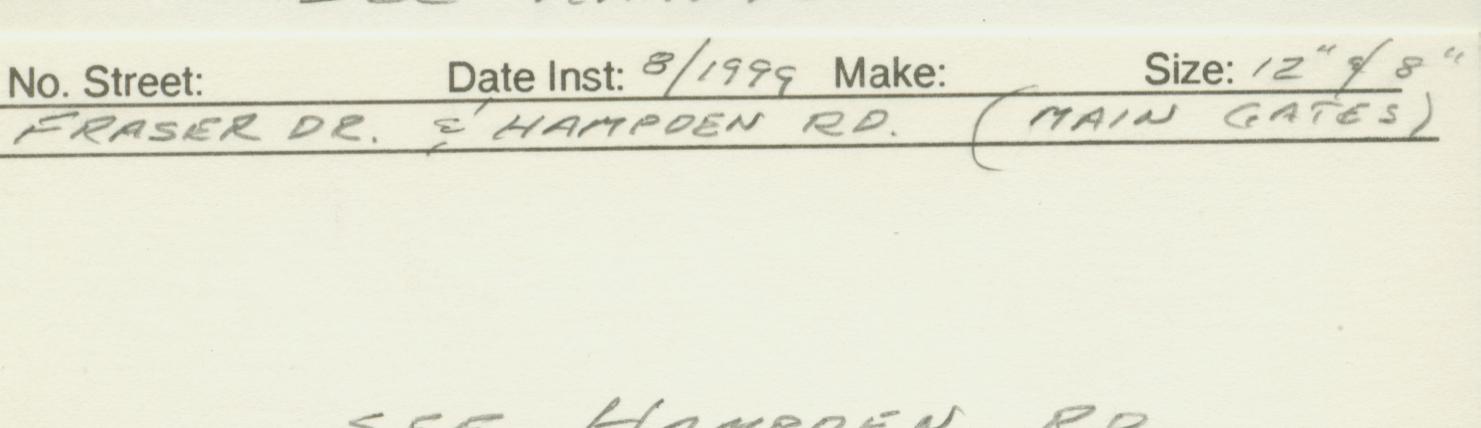 No. Street: Date Inst: 8/1999 Make: Size: 12" & 8"
FRASER DR. & HAMPDEN RD. (MAIN GATES)
SEE HAMPDEN RD